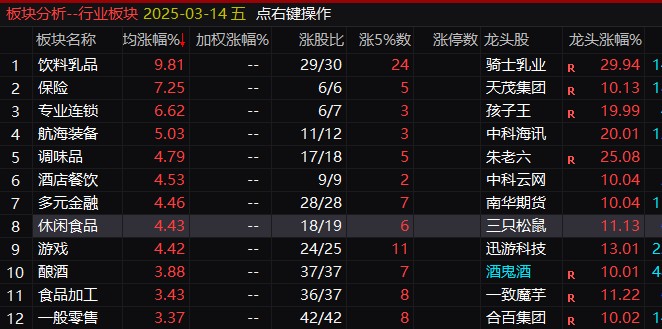 板块分析--行业板块 2025-03-14 五 点右键操作
板块名称 均涨幅%↓ 加权涨幅% 涨股比 涨5%数 涨停数 龙头股 龙头涨幅%
1 饮料乳品 9.81 -- 29/30 24 骑士乳业 R 29.94
2 保险 7.25 -- 6/6 5 天茂集团 R 10.13
3 专业连锁 6.62 -- 6/7 3 孩子王 R 19.99
4 航海装备 5.03 -- 11/12 3 中科海讯 20.01
5 调味品 4.79 -- 17/18 5 朱老六 R 25.08
6 酒店餐饮 4.53 -- 9/9 2 中科云网 10.04
7 多元金融 4.46 -- 28/28 7 南华期货 10.04
8 休闲食品 4.43 -- 18/19 6 三只松鼠 11.13
9 游戏 4.42 -- 24/25 11 迅游科技 13.01
10 酿酒 3.88 -- 37/37 7 酒鬼酒 R 10.01
11 食品加工 3.43 -- 36/37 8 一致魔芋 R 11.22
12 一般零售 3.37 -- 42/42 8 合百集团 R 10.02